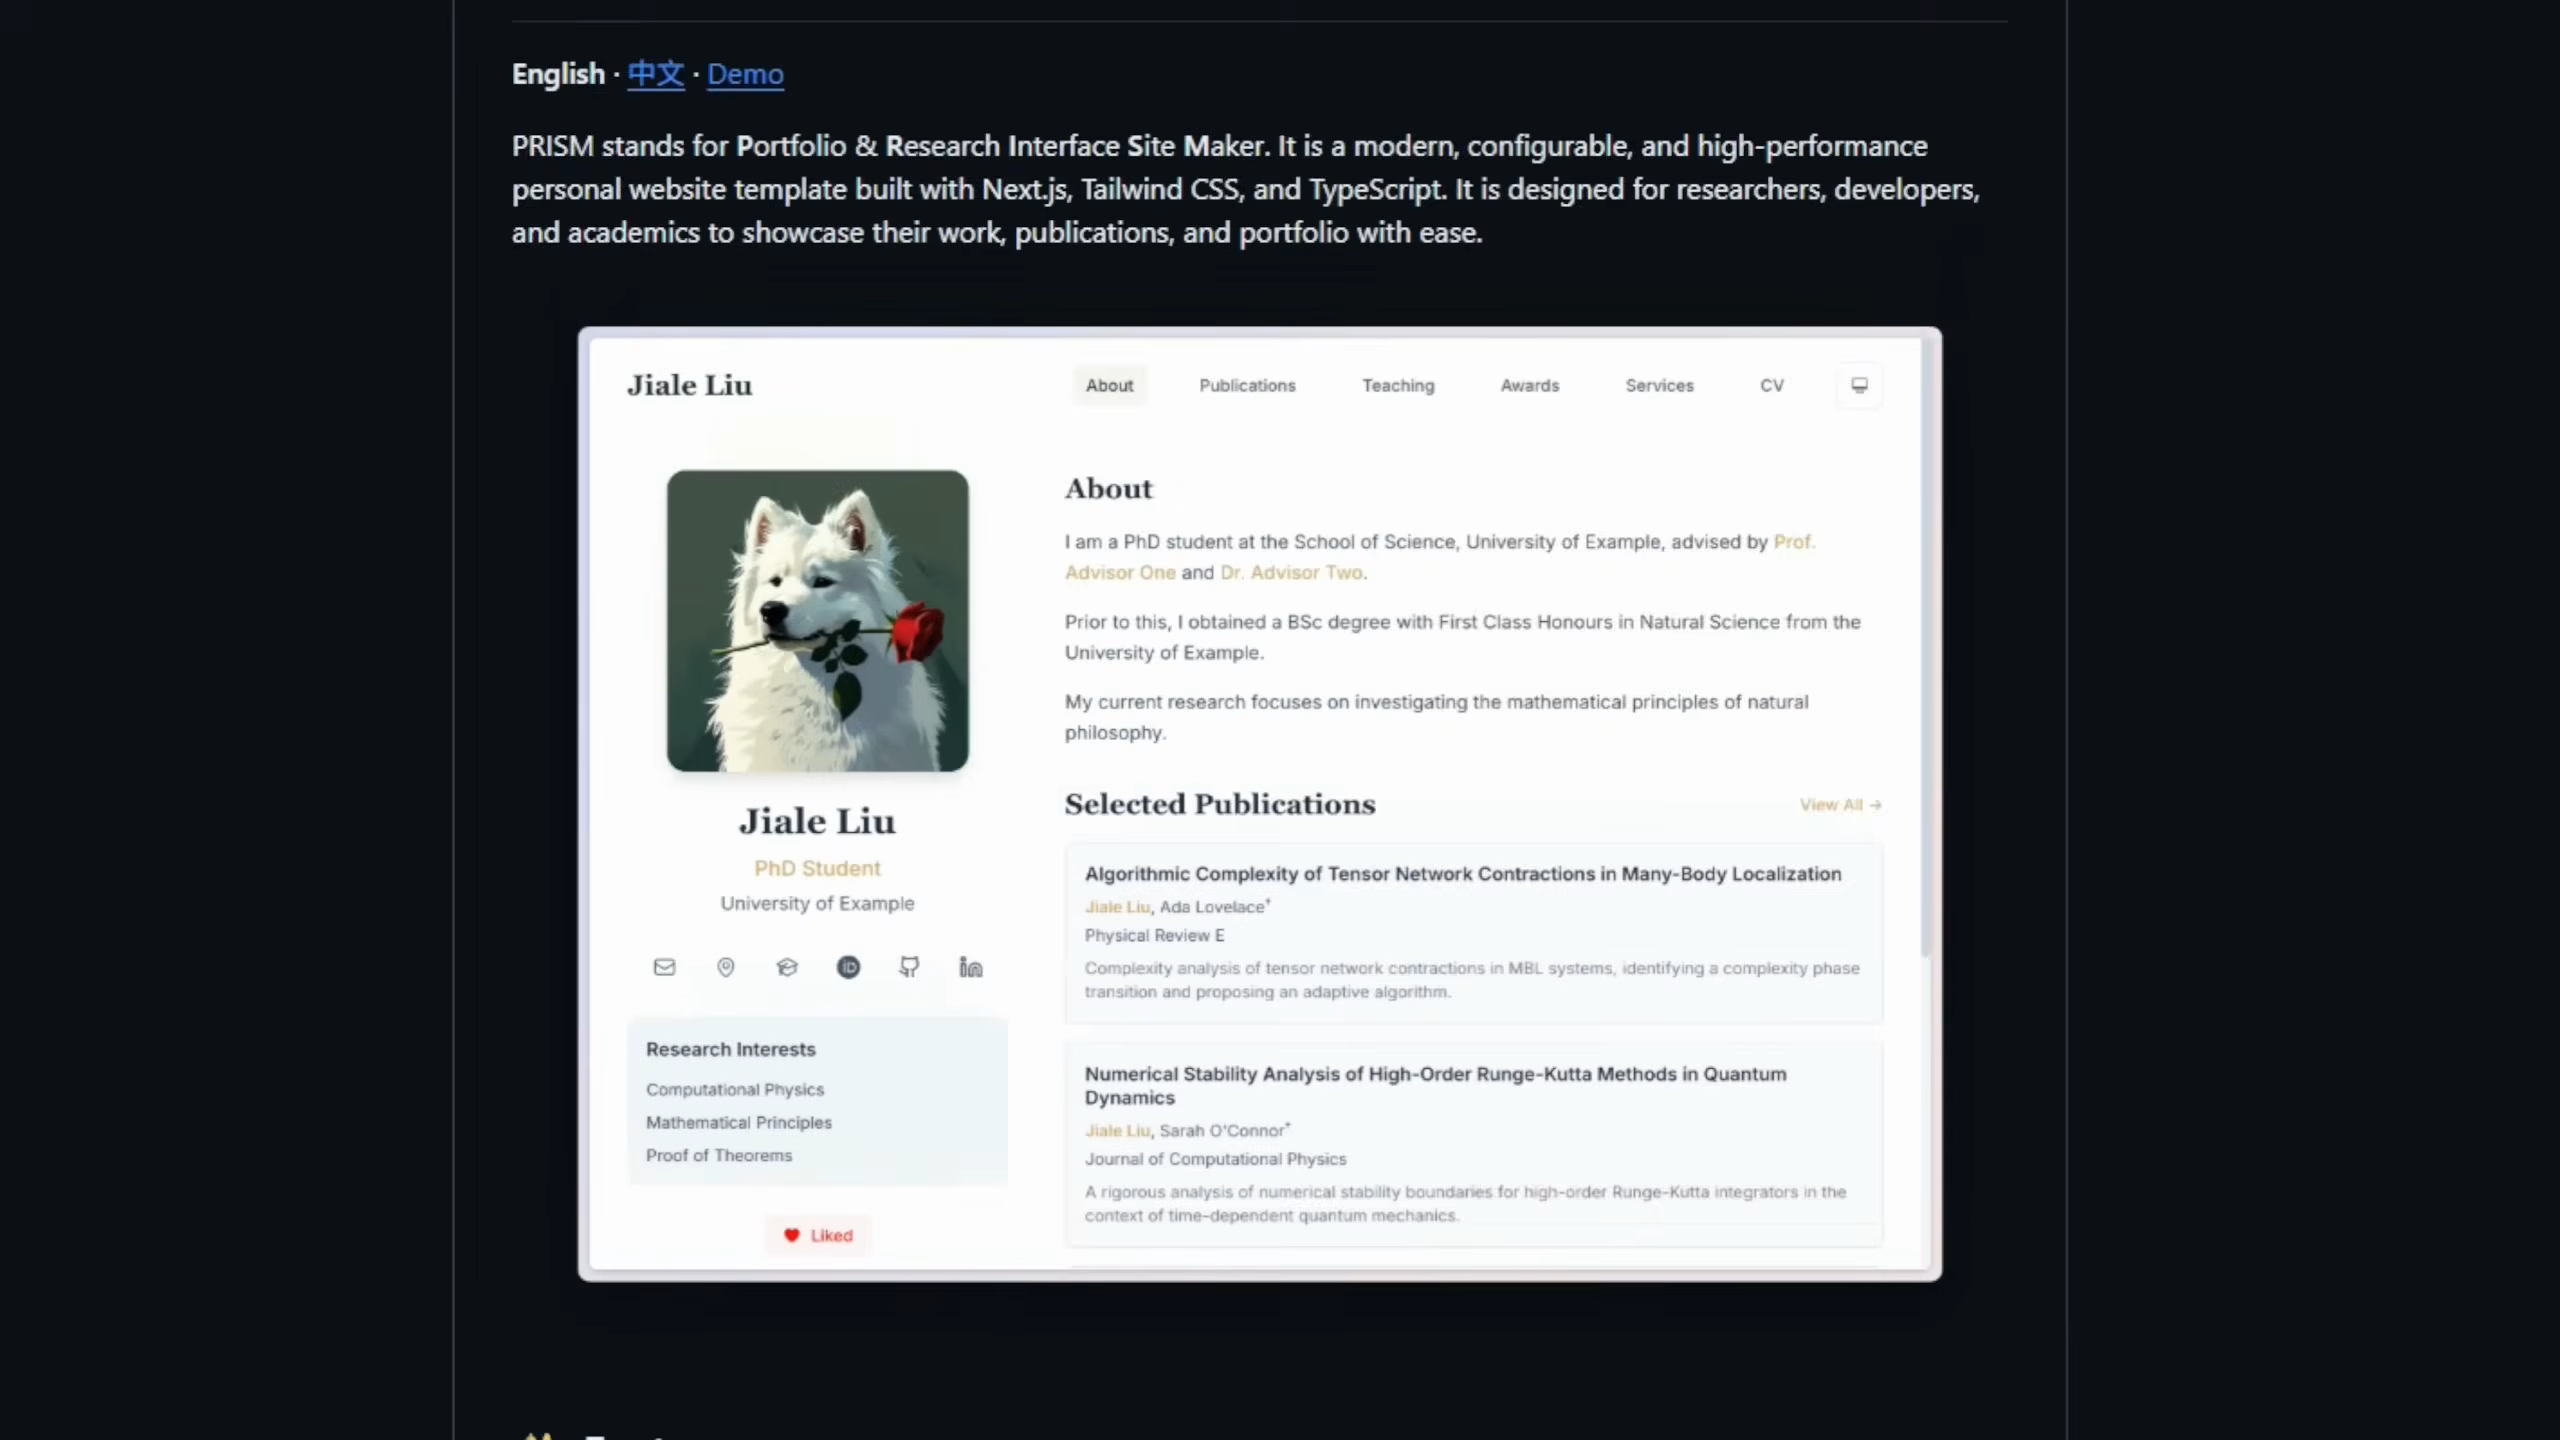 English · 中文 · Demo
PRISM stands for Portfolio & Research Interface Site Maker. It is a modern, configurable, and high-performance
personal website template built with Next.js, Tailwind CSS, and TypeScript. It is designed for researchers, developers,
and academics to showcase their work, publications, and portfolio with ease.
Jiale Liu
About
Publications
Teaching
Awards
Services
CV
Jiale Liu
PhD Student
University of Example
iD
in
Research Interests
Computational Physics
Mathematical Principles
Proof of Theorems
Liked
About
I am a PhD student at the School of Science, University of Example, advised by Prof.
Advisor One and Dr. Advisor Two.
Prior to this, I obtained a BSc degree with First Class Honours in Natural Science from the
University of Example.
My current research focuses on investigating the mathematical principles of natural
philosophy.
Selected Publications
View All →
Algorithmic Complexity of Tensor Network Contractions in Many-Body Localization
Jiale Liu, Ada Lovelace†
Physical Review E
Complexity analysis of tensor network contractions in MBL systems, identifying a complexity phase
transition and proposing an adaptive algorithm.
Numerical Stability Analysis of High-Order Runge-Kutta Methods in Quantum
Dynamics
Jiale Liu, Sarah O'Connor†
Journal of Computational Physics
A rigorous analysis of numerical stability boundaries for high-order Runge-Kutta integrators in the
context of time-dependent quantum mechanics.